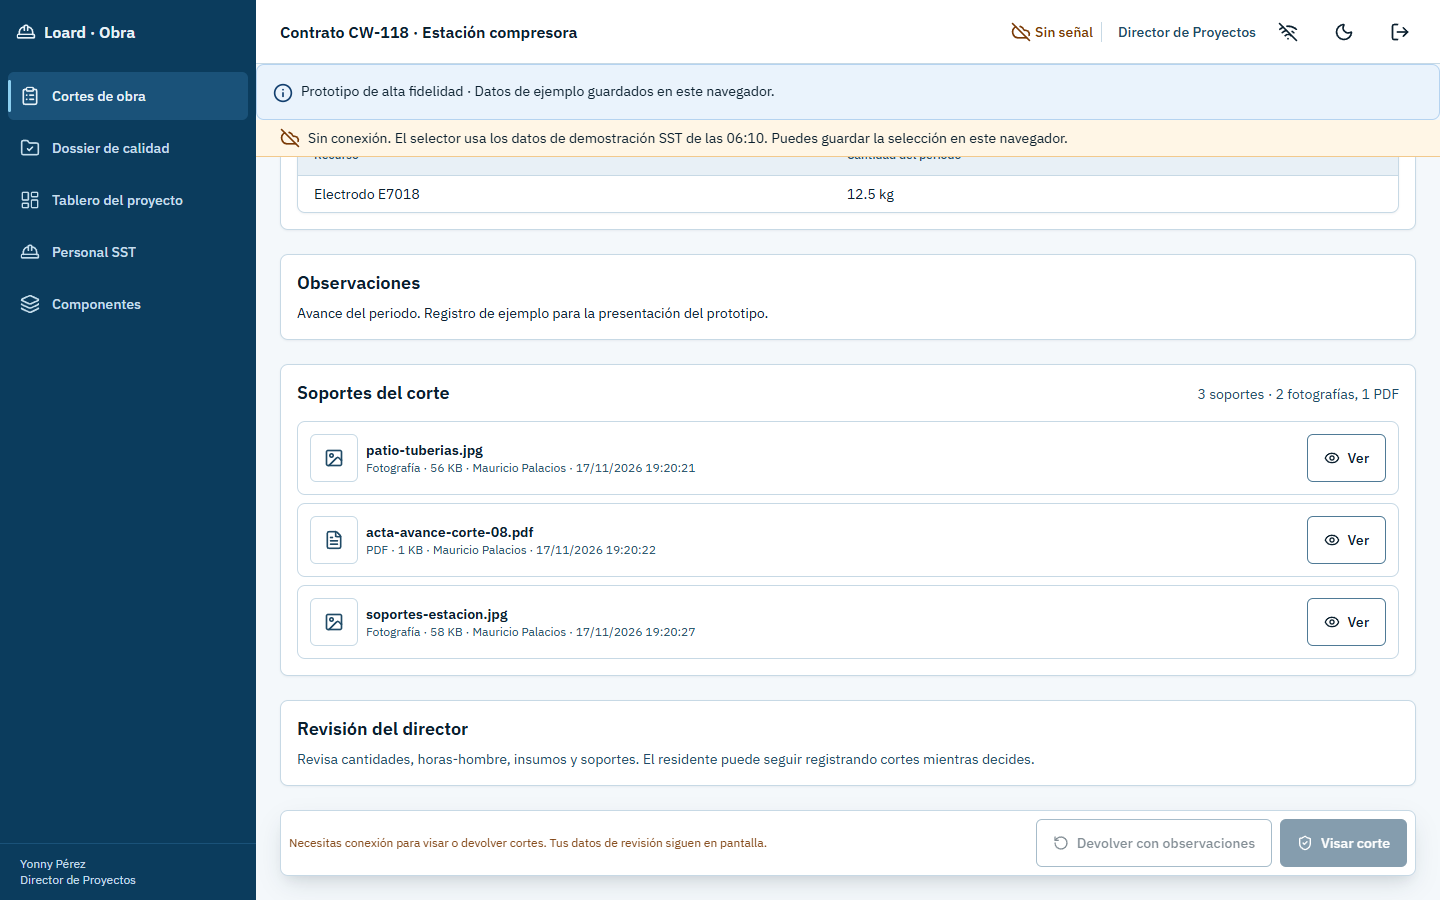 Loard · Obra
Contrato CW-118 · Estación compresora
Sin señal
Director de Proyectos
Cortes de obra
Dossier de calidad
Tablero del proyecto
Personal SST
Componentes
Yonny Pérez
Director de Proyectos
Prototipo de alta fidelidad · Datos de ejemplo guardados en este navegador.
Sin conexión. El selector usa los datos de demostración SST de las 06:10. Puedes guardar la selección en este navegador.
Recurso Cantidad del periodo
Electrodo E7018 12.5 kg
Observaciones
Avance del periodo. Registro de ejemplo para la presentación del prototipo.
Soportes del corte
3 soportes · 2 fotografías, 1 PDF
patio-tuberias.jpg
Fotografía · 56 KB · Mauricio Palacios · 17/11/2026 19:20:21
Ver
acta-avance-corte-08.pdf
PDF · 1 KB · Mauricio Palacios · 17/11/2026 19:20:22
Ver
soportes-estacion.jpg
Fotografía · 58 KB · Mauricio Palacios · 17/11/2026 19:20:27
Ver
Revisión del director
Revisa cantidades, horas-hombre, insumos y soportes. El residente puede seguir registrando cortes mientras decides.
Necesitas conexión para visar o devolver cortes. Tus datos de revisión siguen en pantalla.
Devolver con observaciones
Visar corte